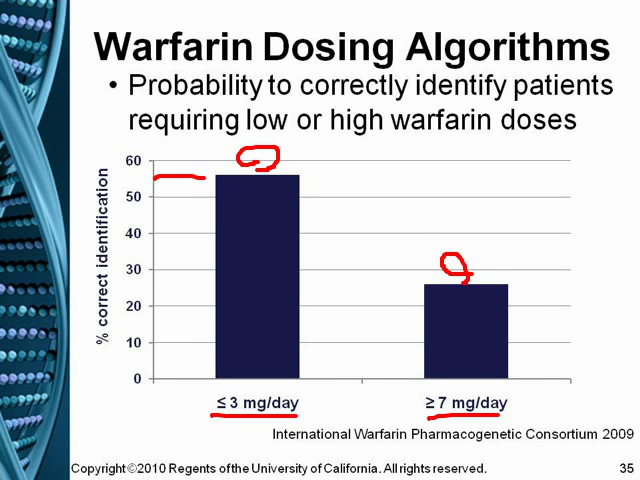 Warfarin Dosing Algorithms
• Probability to correctly identify patients
requiring low or high warfarin doses
% correct identification
60
50
40
30
20
10
0
≤ 3 mg/day
≥ 7 mg/day
International Warfarin Pharmacogenetic Consortium 2009
Copyright ©2010 Regents of the University of California. All rights reserved.
35